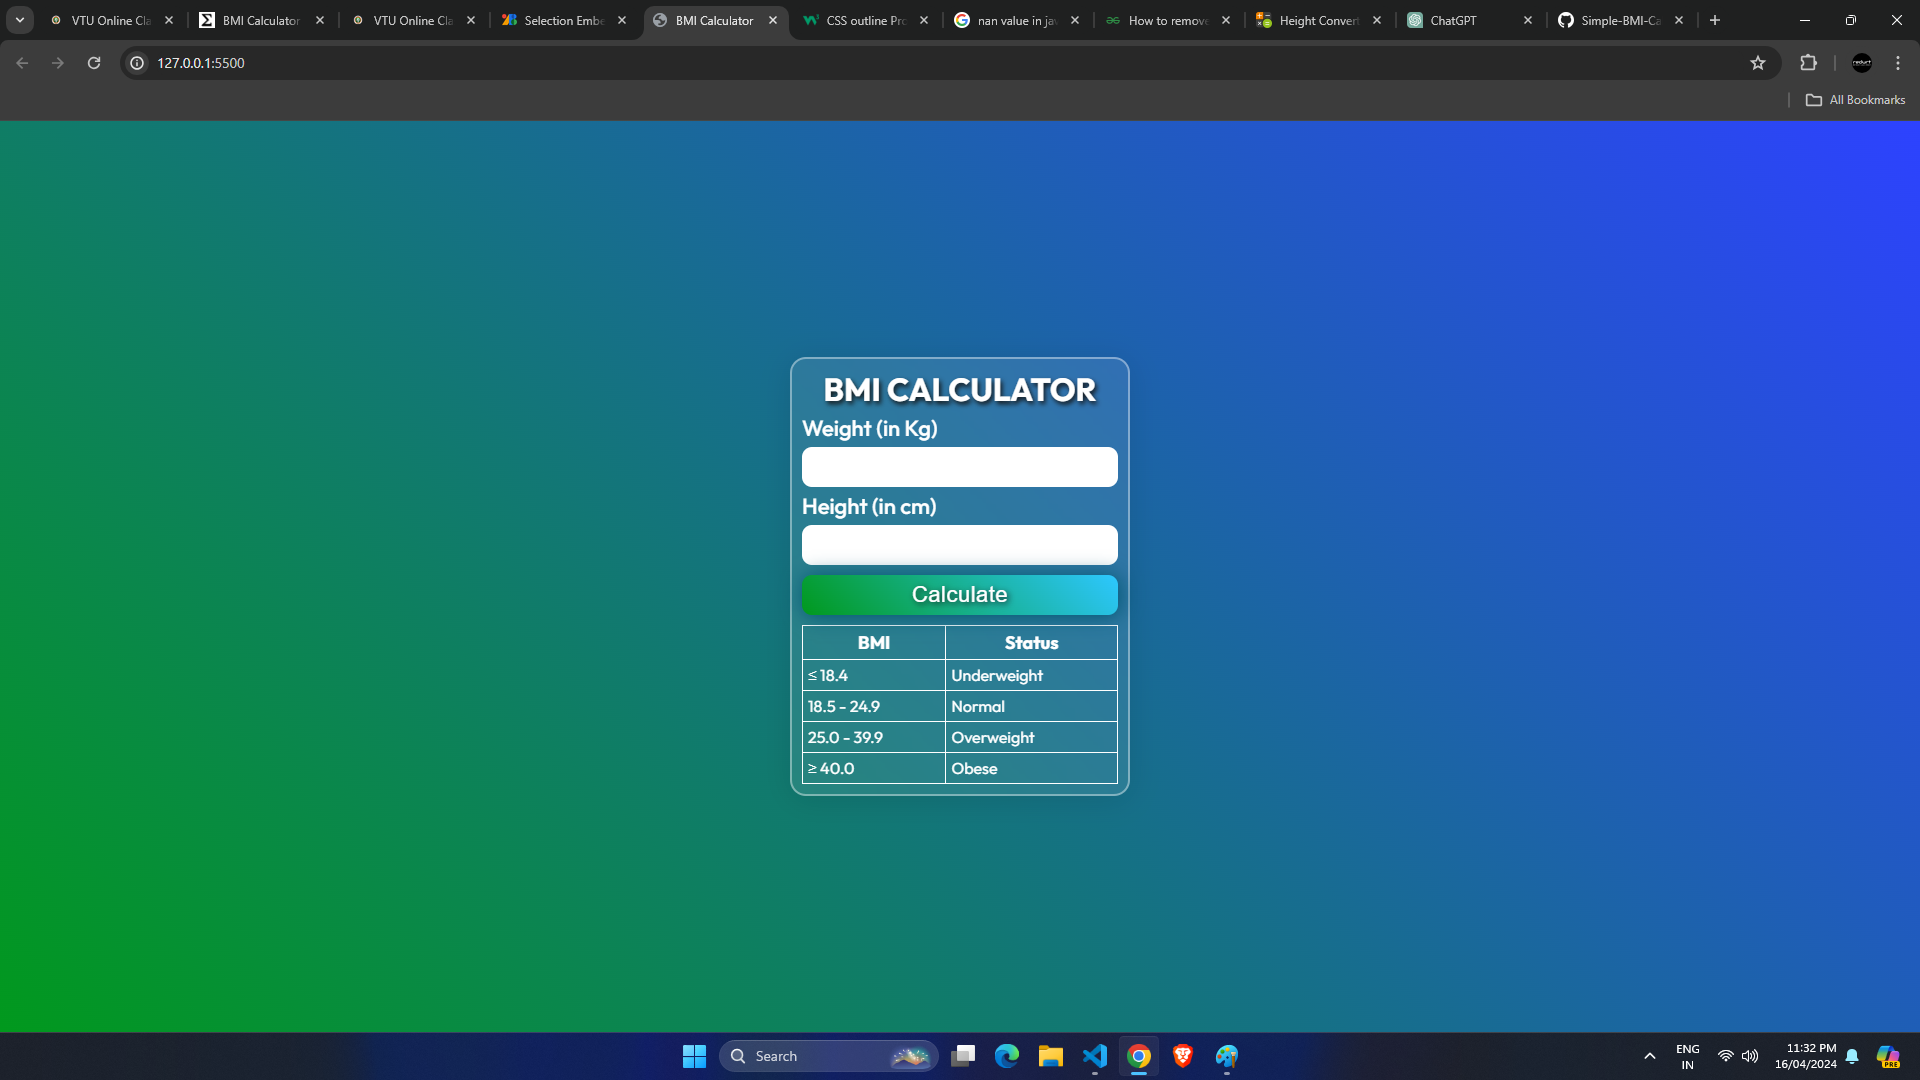 VTU Online Cla
BMI Calculator
VTU Online Cla
Selection Embe
BMI Calculator
CSS outline Pro
nan value in jav
How to remove
Height Convert
ChatGPT
Simple-BMI-Ca
127.0.0.1:5500
All Bookmarks
BMI CALCULATOR
Weight (in Kg)
Height (in cm)
Calculate
BMI Status
≤ 18.4 Underweight
18.5 - 24.9 Normal
25.0 - 39.9 Overweight
≥ 40.0 Obese
Search
ENG
IN
11:32 PM
16/04/2024
PRE